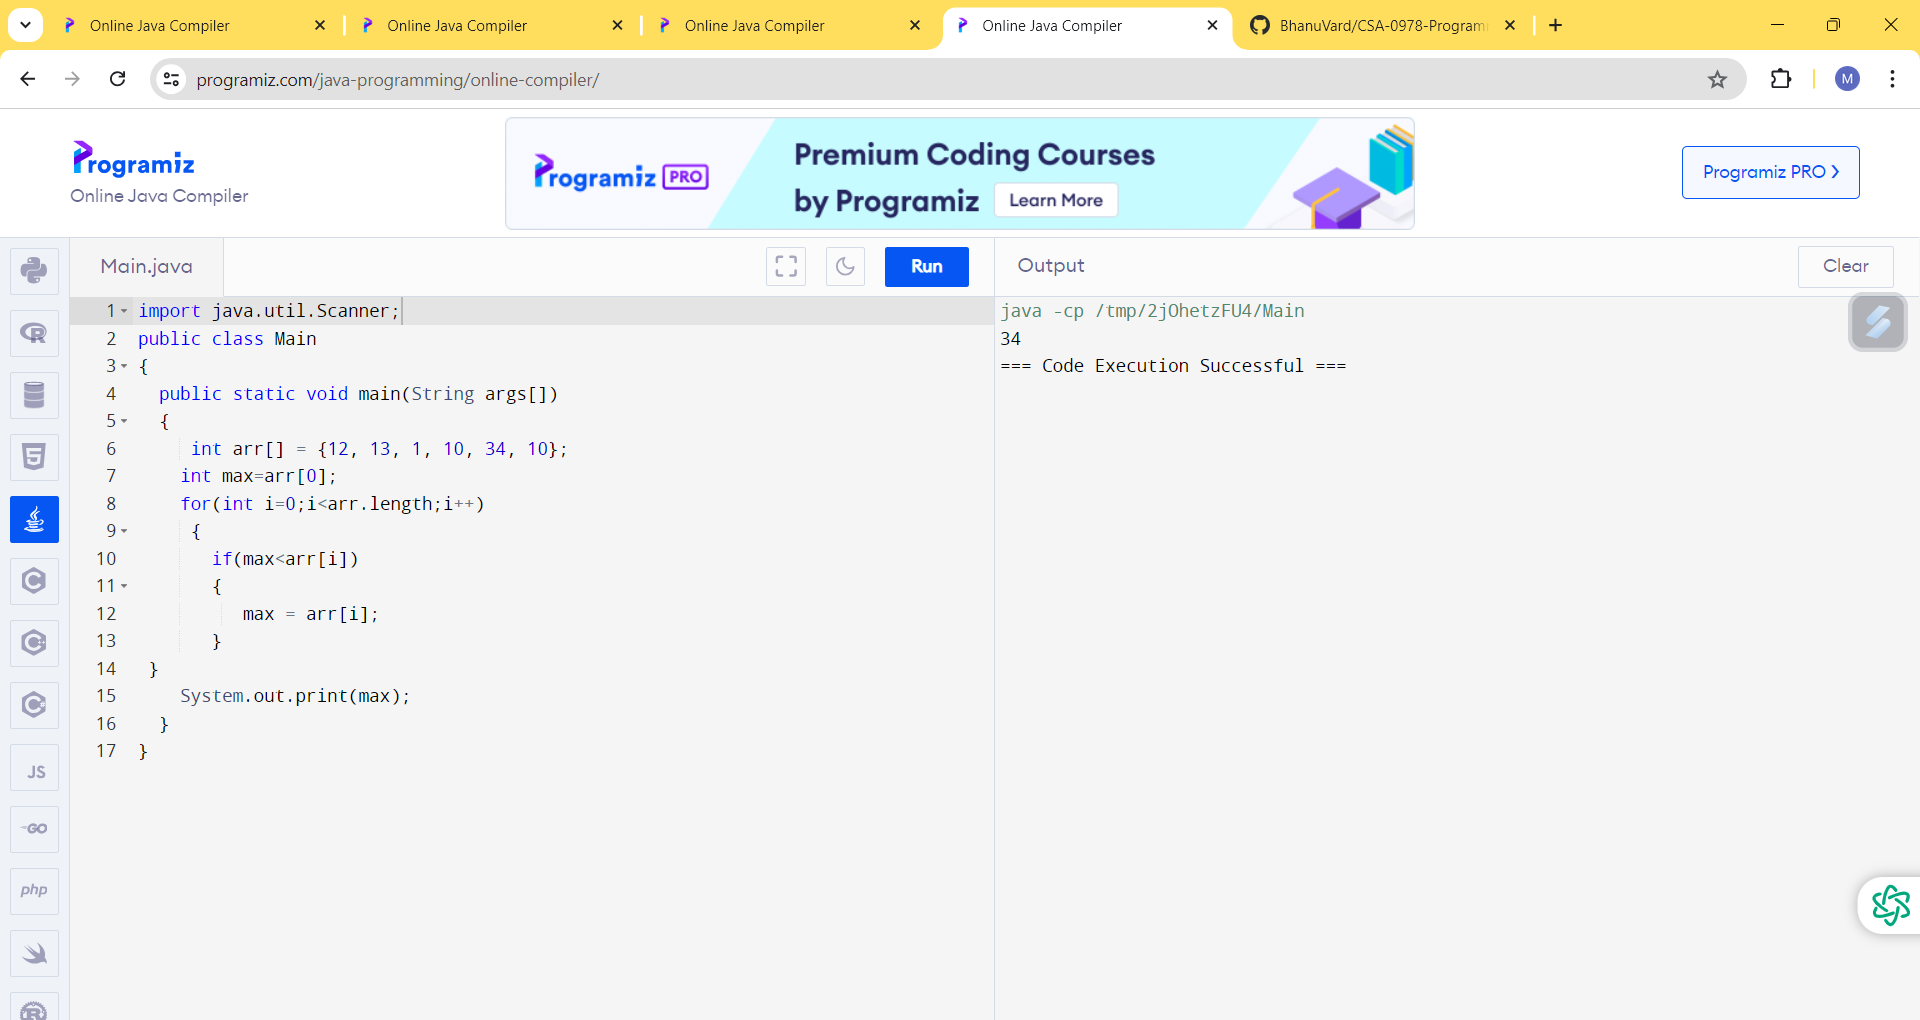 Online Java Compiler
Online Java Compiler
Online Java Compiler
Online Java Compiler
BhanuVard/CSA-0978-Program
programiz.com/java-programming/online-compiler/
M
Programiz
Online Java Compiler
Programiz PRO
Premium Coding Courses
by Programiz
Learn More
Programiz PRO
Main.java
Run
Output
Clear
1 import java.util.Scanner;
2 public class Main
3 {
4 public static void main(String args[])
5 {
6 int arr[] = {12, 13, 1, 10, 34, 10};
7 int max=arr[0];
8 for(int i=0;i<arr.length;i++)
9 {
10 if(max<arr[i])
11 {
12 max = arr[i];
13 }
14 }
15 System.out.print(max);
16 }
17 }
java -cp /tmp/2jOhetzFU4/Main
34
=== Code Execution Successful ===
JS
GO
php